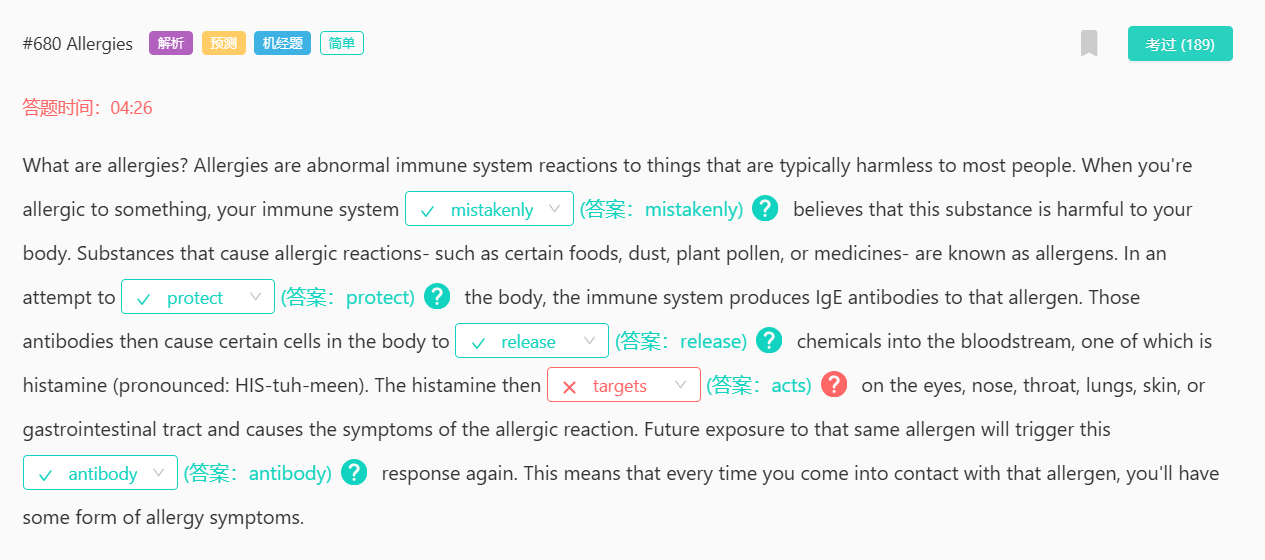 #680 Allergies 解析 预测 机经题 简单 考过 (189)
答题时间：04:26
What are allergies? Allergies are abnormal immune system reactions to things that are typically harmless to most people. When you're
allergic to something, your immune system mistakenly (答案：mistakenly) ? believes that this substance is harmful to your
body. Substances that cause allergic reactions- such as certain foods, dust, plant pollen, or medicines- are known as allergens. In an
attempt to protect (答案：protect) ? the body, the immune system produces IgE antibodies to that allergen. Those
antibodies then cause certain cells in the body to release (答案：release) ? chemicals into the bloodstream, one of which is
histamine (pronounced: HIS-tuh-meen). The histamine then targets (答案：acts) ? on the eyes, nose, throat, lungs, skin, or
gastrointestinal tract and causes the symptoms of the allergic reaction. Future exposure to that same allergen will trigger this
antibody (答案：antibody) ? response again. This means that every time you come into contact with that allergen, you'll have
some form of allergy symptoms.